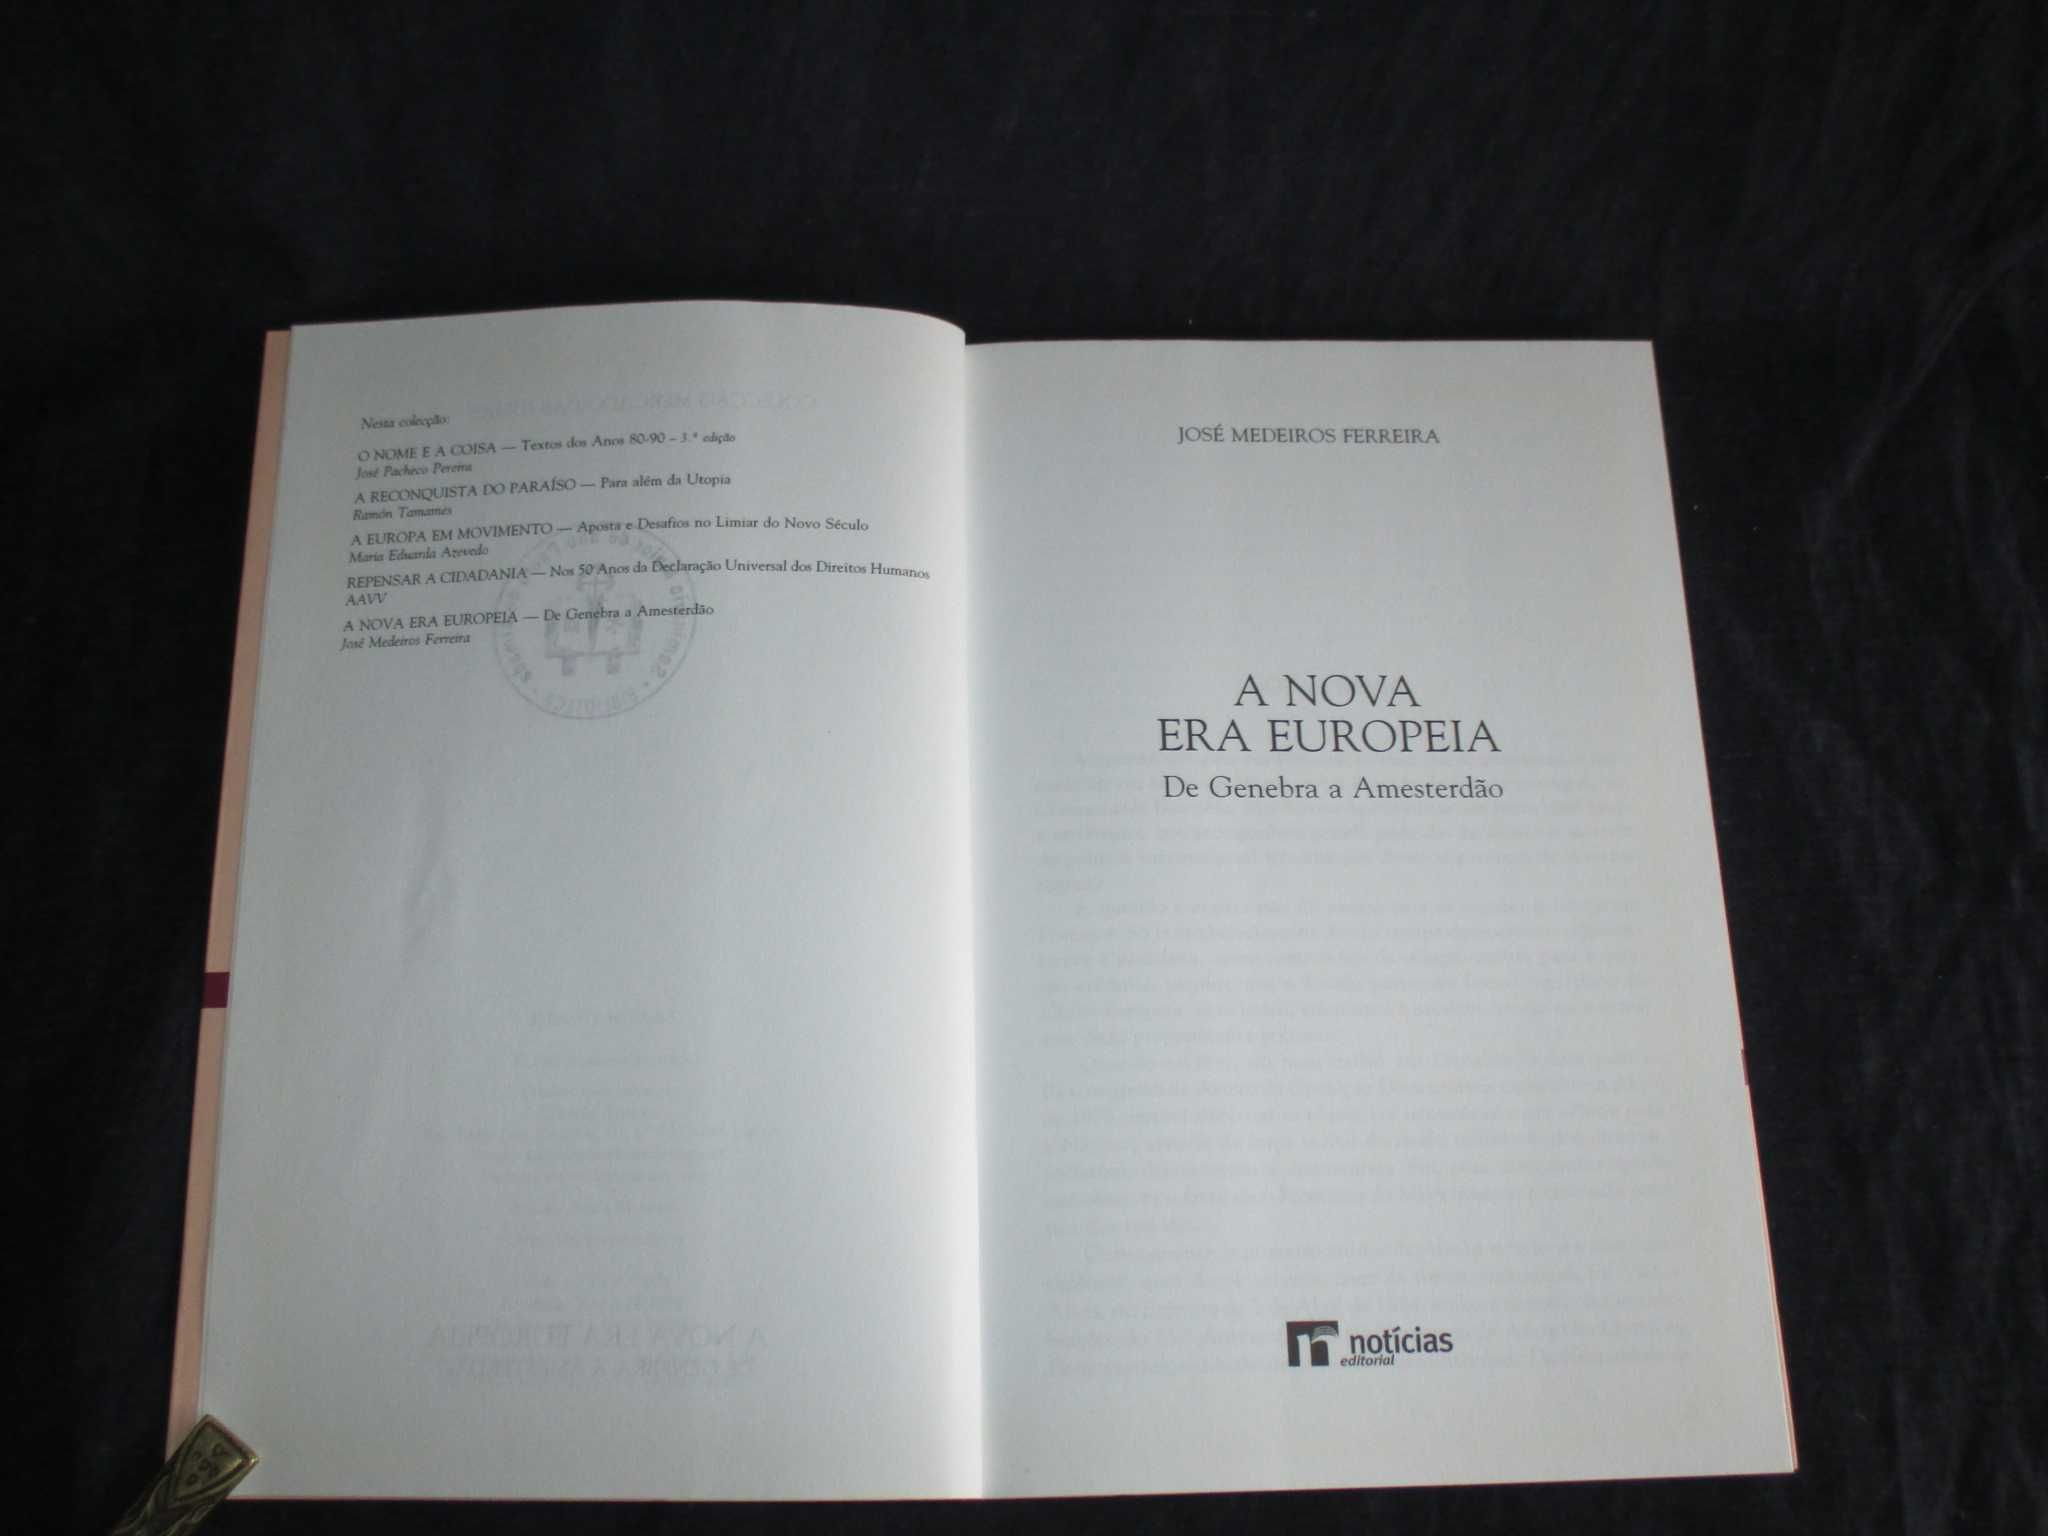 Nesta colecção:
O NOME E A COISA — Textos dos Anos 80-90 – 3.ª edição
José Pacheco Pereira
A RECONQUISTA DO PARAÍSO — Para além da Utopia
Ramón Tamames
A EUROPA EM MOVIMENTO — Aposta e Desafios no Limiar do Novo Século
Maria Eduarda Azevedo
REPENSAR A CIDADANIA — Nos 50 Anos da Declaração Universal dos Direitos Humanos
AAVV
A NOVA ERA EUROPEIA — De Genebra a Amesterdão
José Medeiros Ferreira
JOSÉ MEDEIROS FERREIRA
A NOVA
ERA EUROPEIA
De Genebra a Amesterdão
notícias
editorial